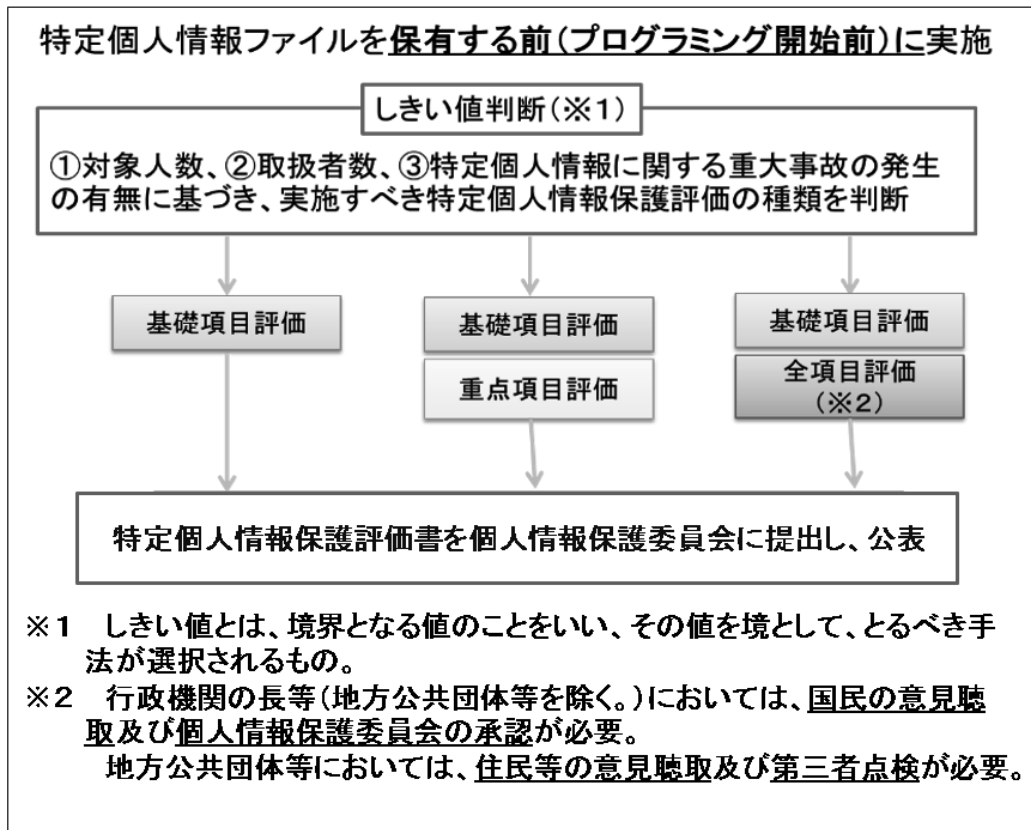 特定個人情報ファイルを保有する前(プログラミング開始前)に実施
しきい値判断(※1)
①対象人数、②取扱者数、③特定個人情報に関する重大事故の発生
の有無に基づき、実施すべき特定個人情報保護評価の種類を判断
基礎項目評価
基礎項目評価
重点項目評価
基礎項目評価
全項目評価
(※2)
特定個人情報保護評価書を個人情報保護委員会に提出し、公表
※1 しきい値とは、境界となる値のことをいい、その値を境として、とるべき手
法が選択されるもの。
※2 行政機関の長等(地方公共団体等を除く。)においては、国民の意見聴
取及び個人情報保護委員会の承認が必要。
地方公共団体等においては、住民等の意見聴取及び第三者点検が必要。